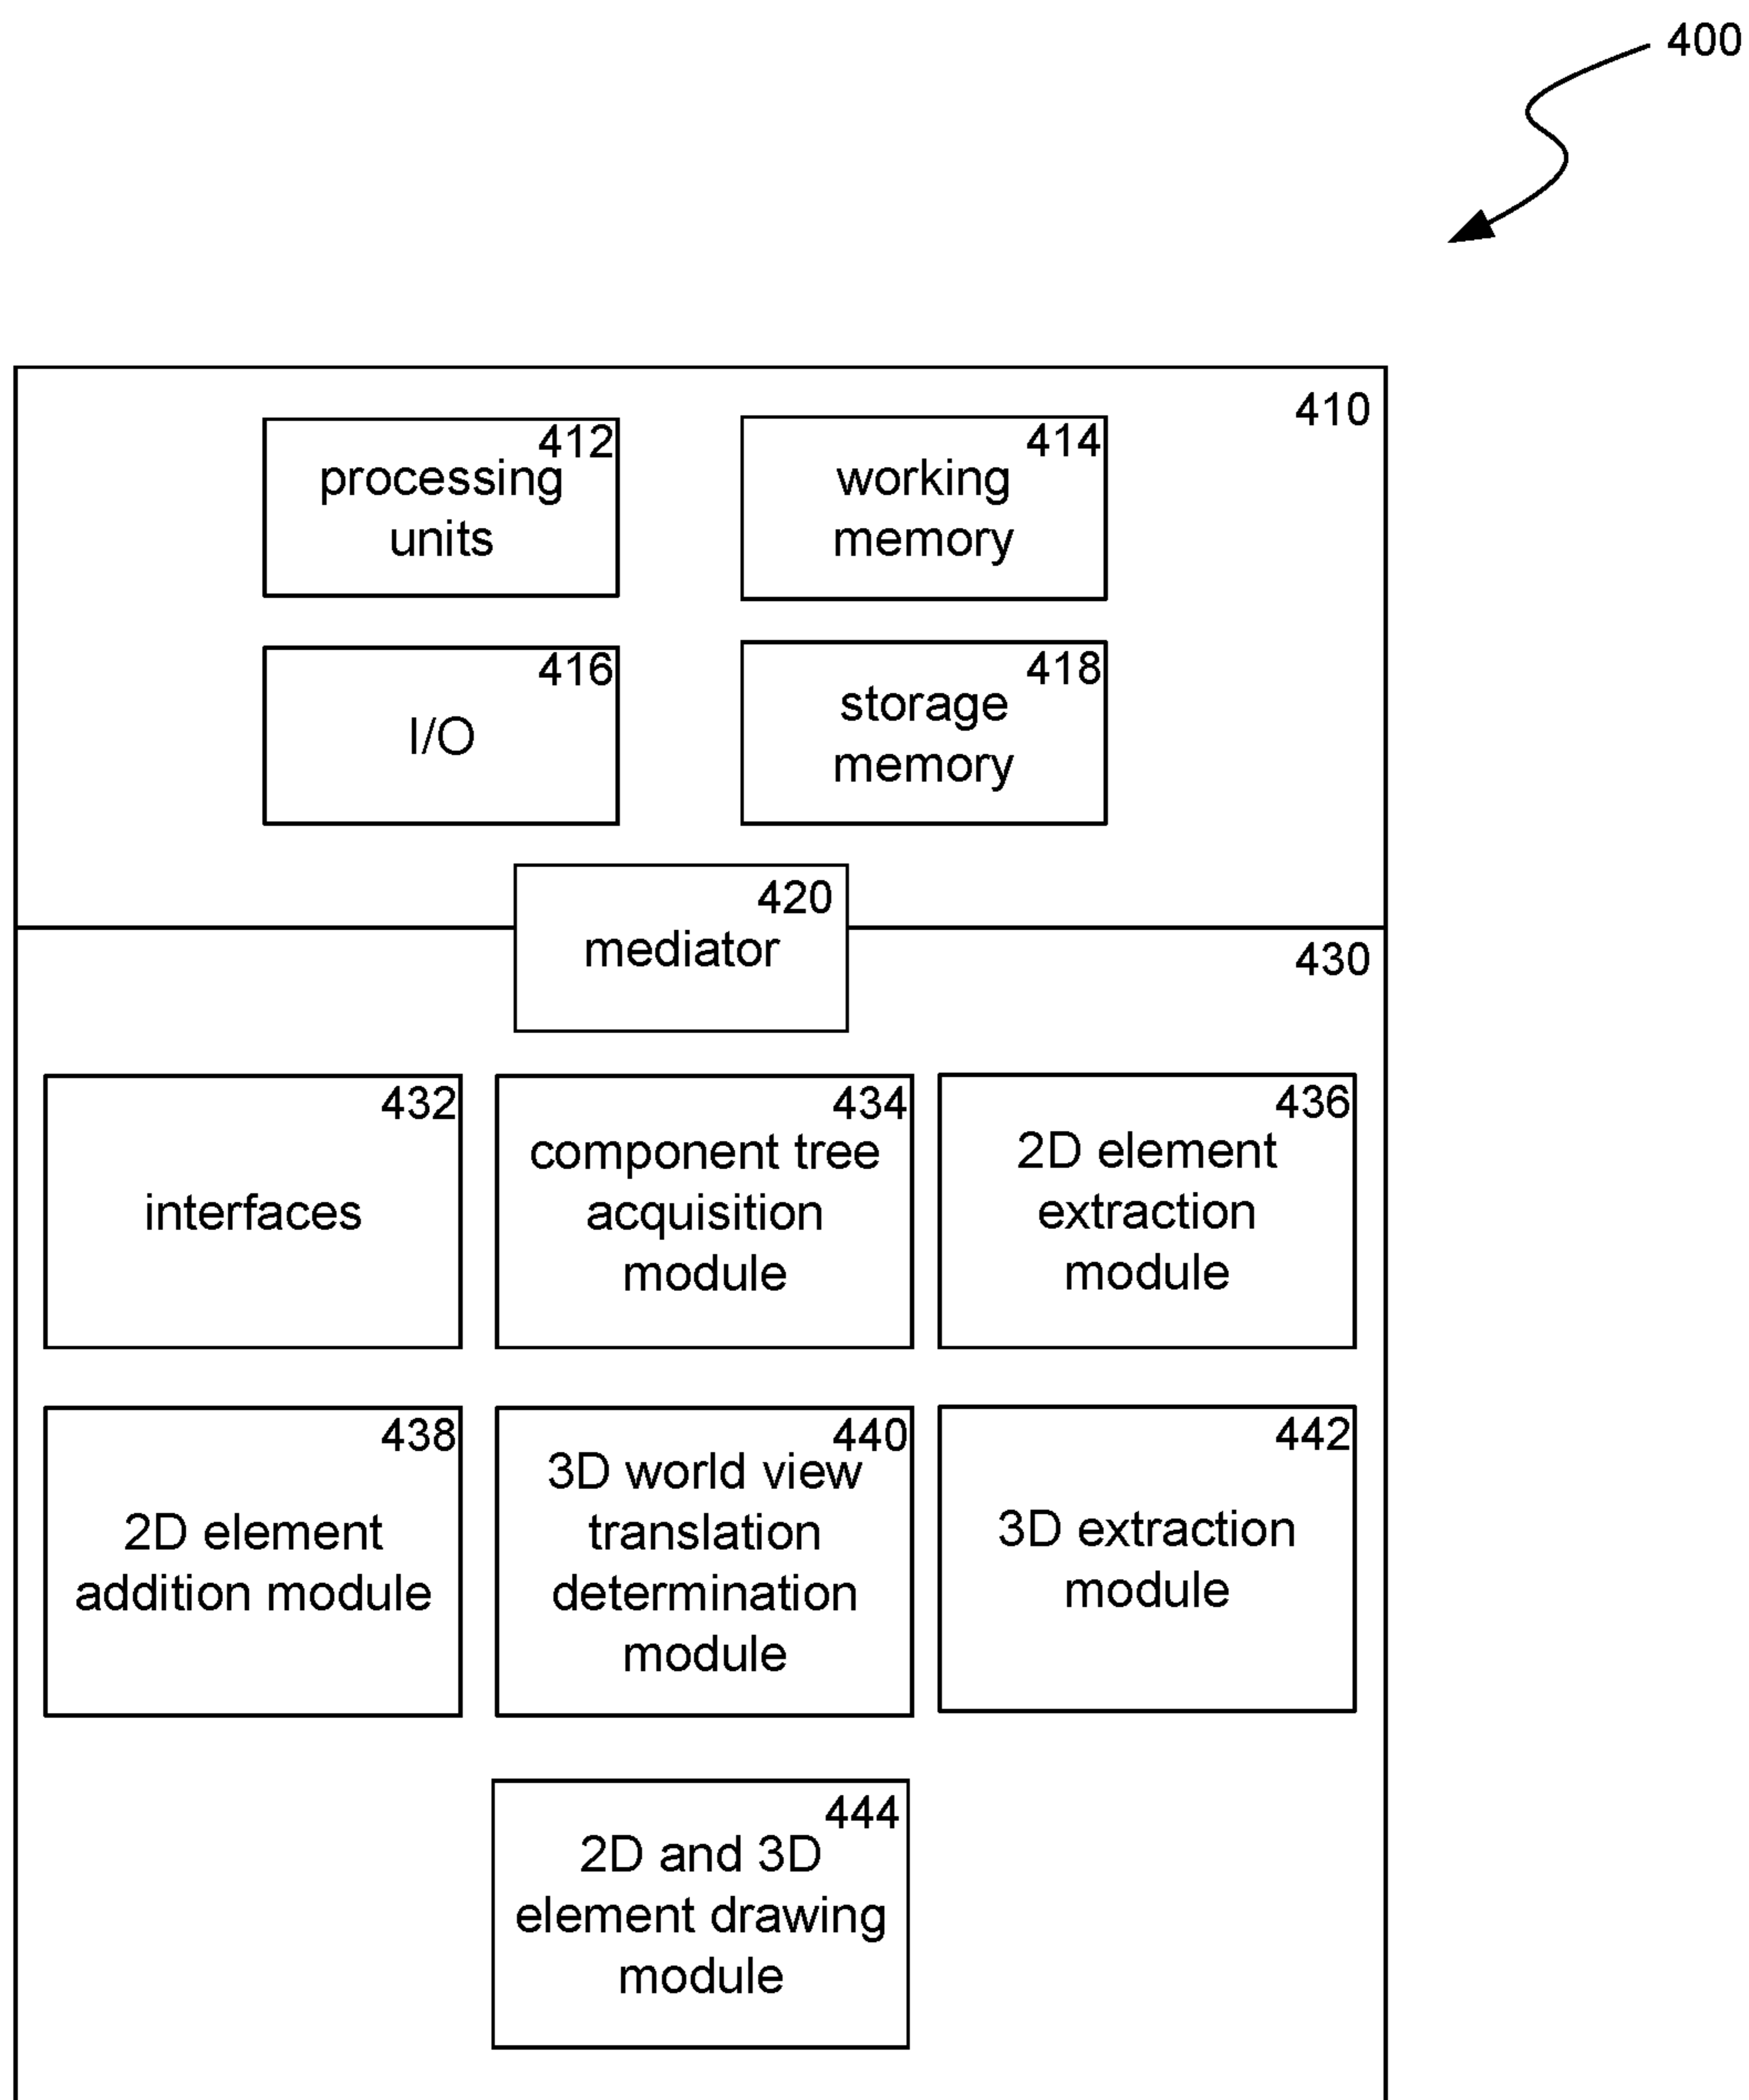 400
410
412
processing
units
414
working
memory
416
I/O
418
storage
memory
420
mediator
430
432
interfaces
434
component tree
acquisition
module
436
2D element
extraction
module
438
2D element
addition module
440
3D world view
translation
determination
module
442
3D extraction
module
444
2D and 3D
element drawing
module